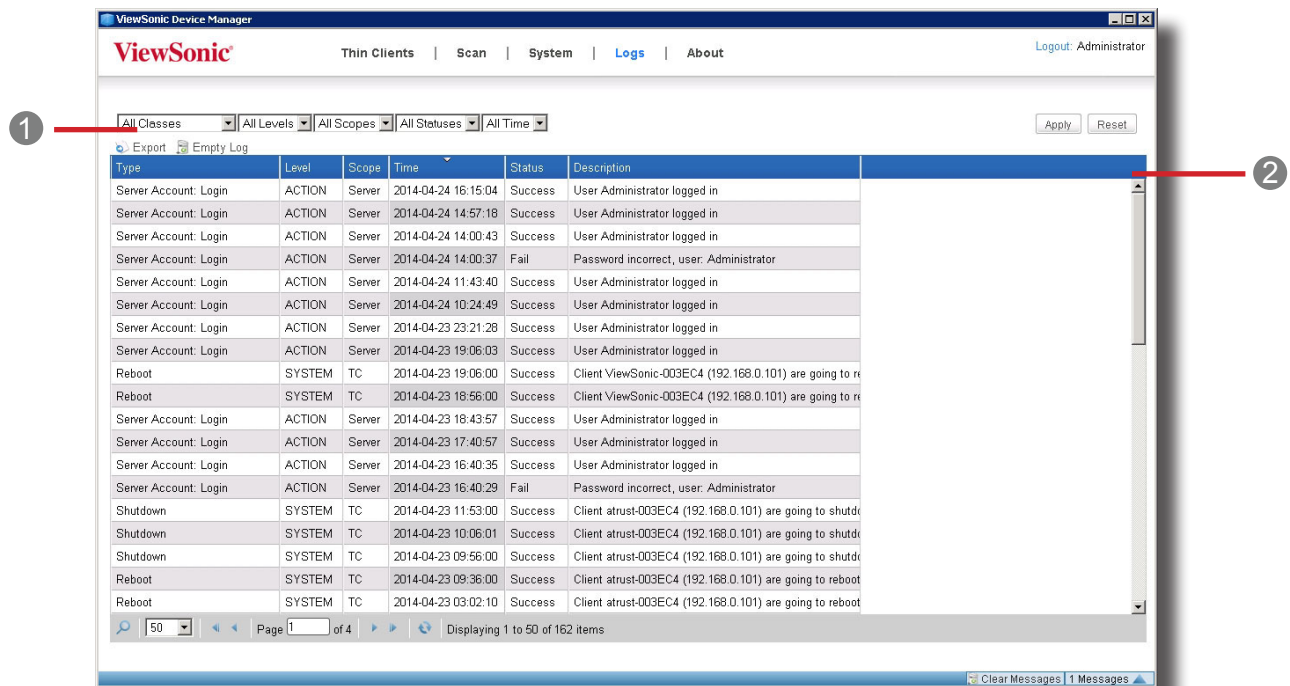 ViewSonic Device Manager
ViewSonic®
Thin Clients | Scan | System | Logs | About
Logout: Administrator
1
All Classes All Levels All Scopes All Statuses All Time
Apply Reset
Export Empty Log
Type Level Scope Time Status Description
2
Server Account: Login ACTION Server 2014-04-24 16:15:04 Success User Administrator logged in
Server Account: Login ACTION Server 2014-04-24 14:57:18 Success User Administrator logged in
Server Account: Login ACTION Server 2014-04-24 14:00:43 Success User Administrator logged in
Server Account: Login ACTION Server 2014-04-24 14:00:37 Fail Password incorrect, user: Administrator
Server Account: Login ACTION Server 2014-04-24 11:43:40 Success User Administrator logged in
Server Account: Login ACTION Server 2014-04-24 10:24:49 Success User Administrator logged in
Server Account: Login ACTION Server 2014-04-23 23:21:28 Success User Administrator logged in
Server Account: Login ACTION Server 2014-04-23 19:06:03 Success User Administrator logged in
Reboot SYSTEM TC 2014-04-23 19:06:00 Success Client ViewSonic-003EC4 (192.168.0.101) are going to re
Reboot SYSTEM TC 2014-04-23 18:56:00 Success Client ViewSonic-003EC4 (192.168.0.101) are going to re
Server Account: Login ACTION Server 2014-04-23 18:43:57 Success User Administrator logged in
Server Account: Login ACTION Server 2014-04-23 17:40:57 Success User Administrator logged in
Server Account: Login ACTION Server 2014-04-23 16:40:35 Success User Administrator logged in
Server Account: Login ACTION Server 2014-04-23 16:40:29 Fail Password incorrect, user: Administrator
Shutdown SYSTEM TC 2014-04-23 11:53:00 Success Client atrust-003EC4 (192.168.0.101) are going to shutdo
Shutdown SYSTEM TC 2014-04-23 10:06:01 Success Client atrust-003EC4 (192.168.0.101) are going to shutdo
Shutdown SYSTEM TC 2014-04-23 09:56:00 Success Client atrust-003EC4 (192.168.0.101) are going to shutdo
Reboot SYSTEM TC 2014-04-23 09:36:00 Success Client atrust-003EC4 (192.168.0.101) are going to reboot
Reboot SYSTEM TC 2014-04-23 03:02:10 Success Client atrust-003EC4 (192.168.0.101) are going to reboot
50 Page 1 of 4 Displaying 1 to 50 of 162 items
Clear Messages 1 Messages